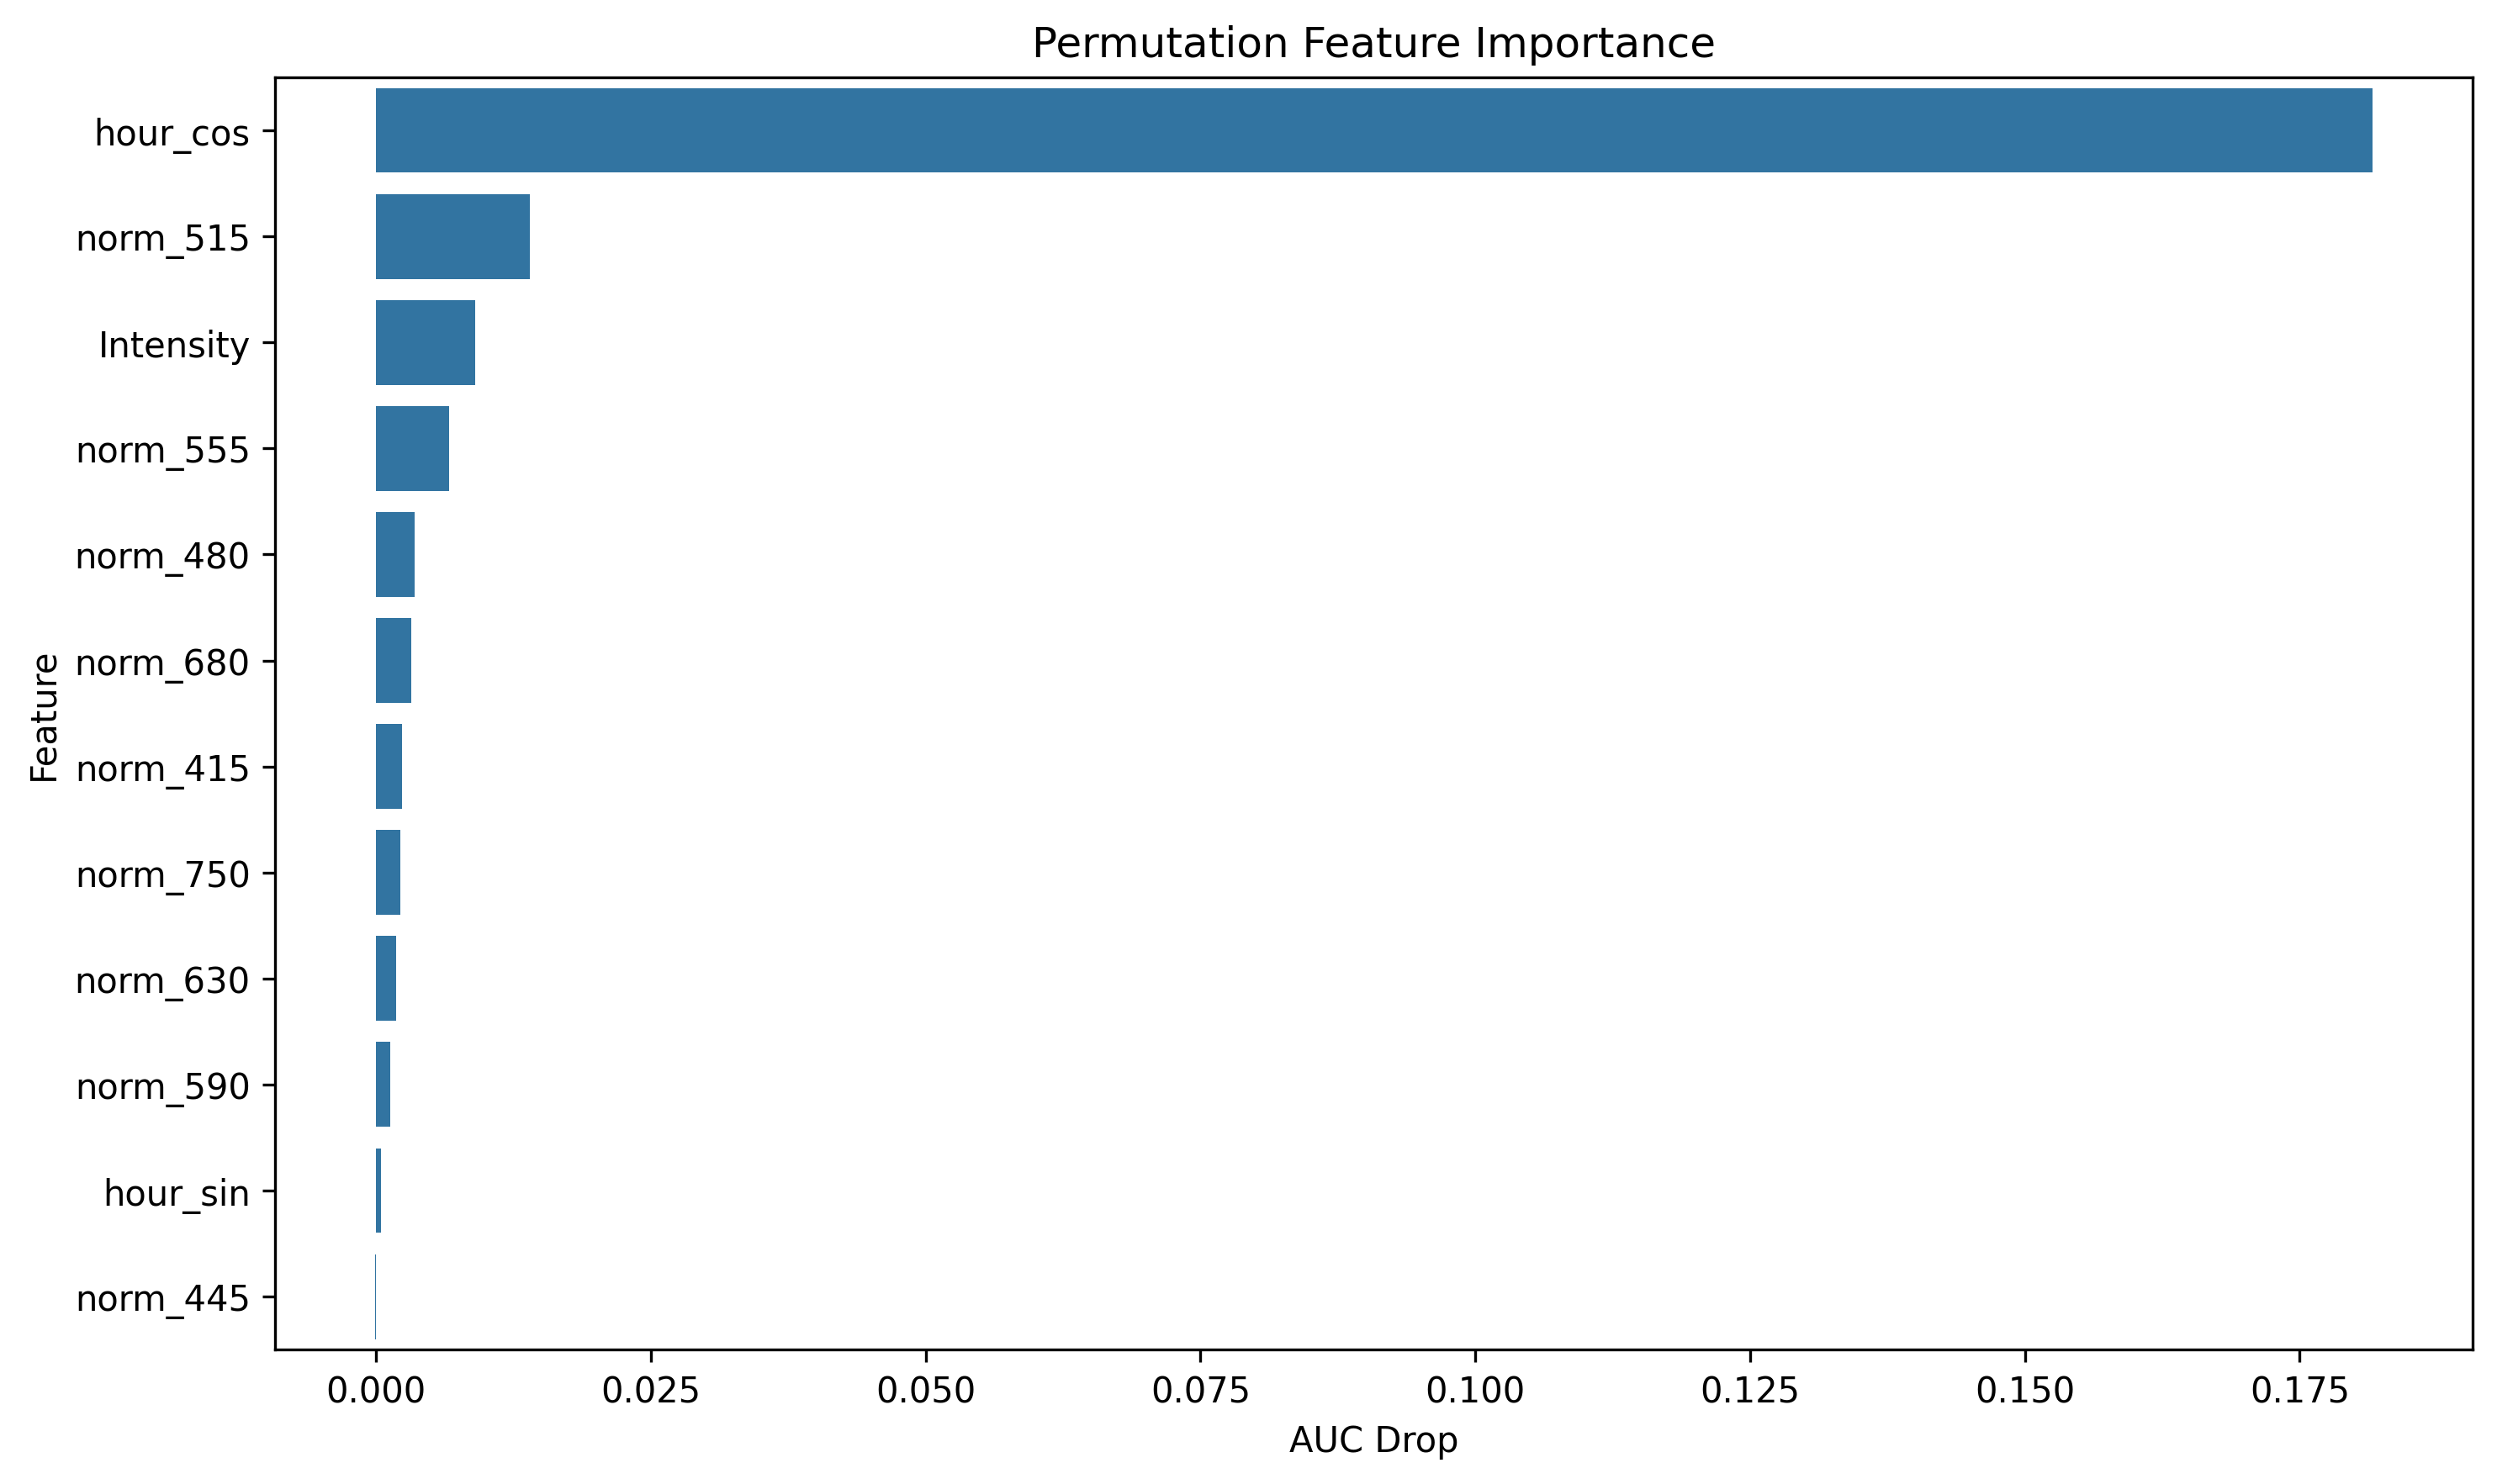 Permutation Feature Importance
hour_cos
norm_515
Intensity
norm_555
norm_480
norm_680
norm_415
norm_750
norm_630
norm_590
hour_sin
norm_445
Feature
0.000 0.025 0.050 0.075 0.100 0.125 0.150 0.175
AUC Drop